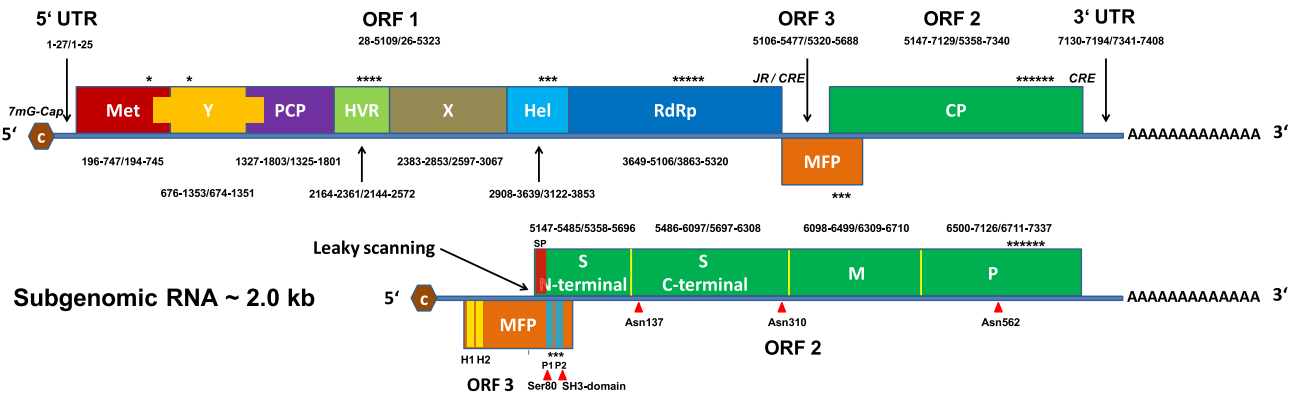 5‘ UTR
ORF 1
ORF 3
ORF 2
3‘ UTR
1-27/1-25
28-5109/26-5323
5106-5477/5320-5688
5147-7129/5358-7340
7130-7194/7341-7408
* * **** *** ***** JR / CRE ****** CRE
7mG-Cap
Met Y PCP HVR X Hel RdRp CP
5‘ c AAAAAAAAAAAAA 3‘
MFP
***
196-747/194-745 1327-1803/1325-1801 2383-2853/2597-3067 3649-5106/3863-5320
676-1353/674-1351 2164-2361/2144-2572 2908-3639/3122-3853
5147-5485/5358-5696 5486-6097/5697-6308 6098-6499/6309-6710 6500-7126/6711-7337
Leaky scanning
SP ******
S S M P
N-terminal C-terminal
Subgenomic RNA ~ 2.0 kb 5‘ c AAAAAAAAAAAAA 3‘
MFP
Asn137 Asn310 Asn562
ORF 2
***
H1 H2 P1 P2
ORF 3 Ser80 SH3-domain